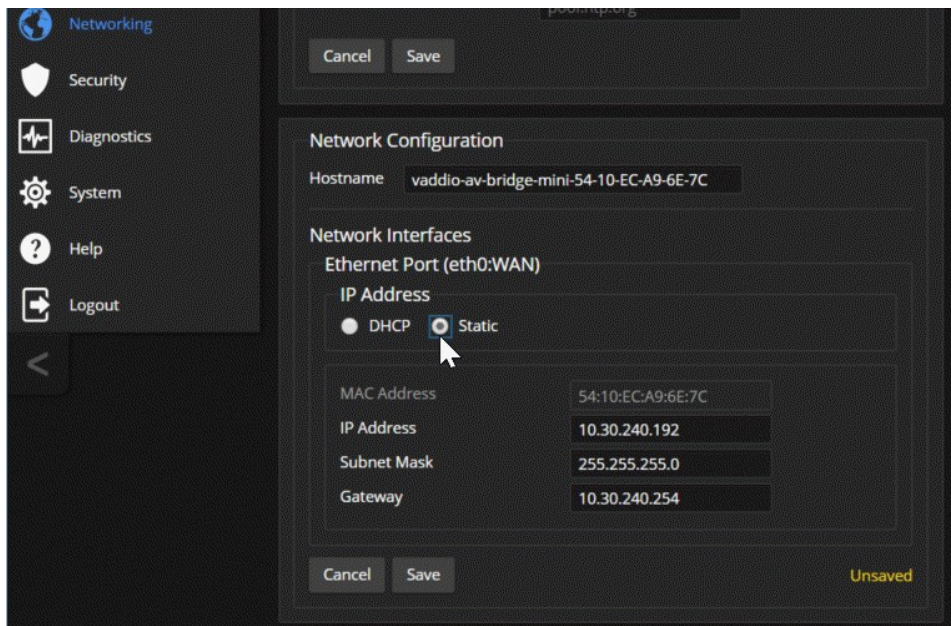 pool.ntp.org
Networking
Cancel Save
Security
Diagnostics
System
Help
Logout
<
Network Configuration
Hostname vaddio-av-bridge-mini-54-10-EC-A9-6E-7C
Network Interfaces
Ethernet Port (eth0:WAN)
IP Address
DHCP Static
MAC Address 54:10:EC:A9:6E:7C
IP Address 10.30.240.192
Subnet Mask 255.255.255.0
Gateway 10.30.240.254
Cancel Save Unsaved